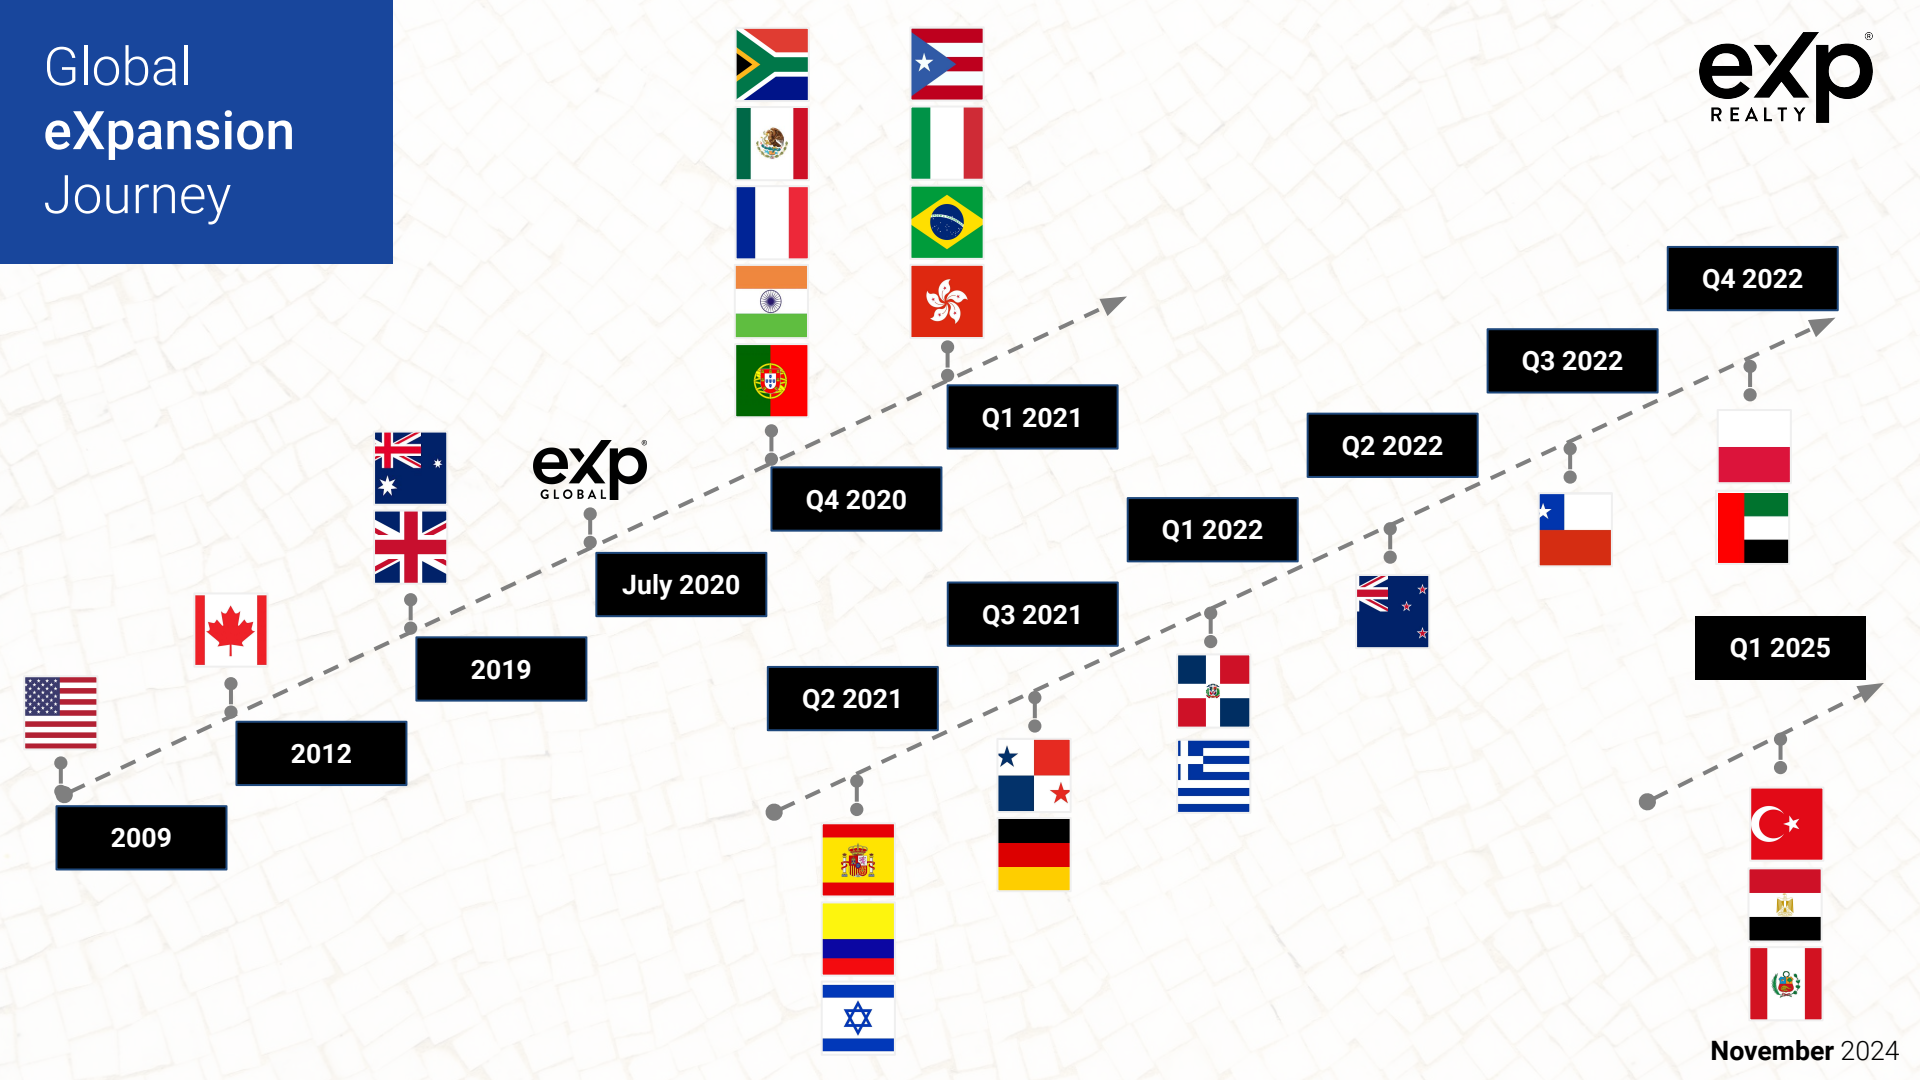 Global
eXpansion
Journey
eXp®
REALTY
2009
2012
2019
eXp®
GLOBAL
July 2020
Q4 2020
Q1 2021
Q2 2021
Q3 2021
Q1 2022
Q2 2022
Q3 2022
Q4 2022
Q1 2025
November 2024